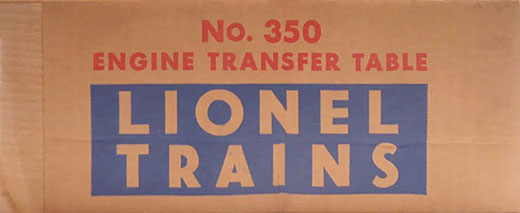 No. 350
ENGINE TRANSFER TABLE
LIONEL
TRAINS